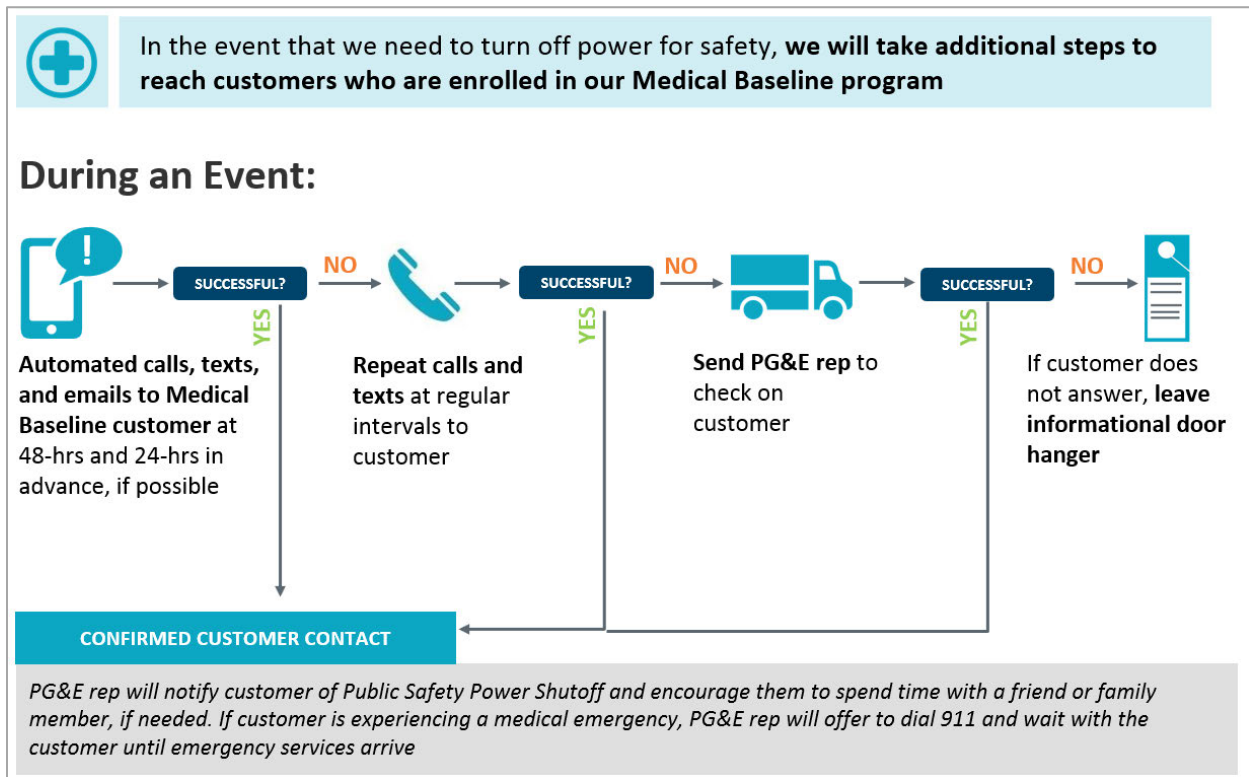 In the event that we need to turn off power for safety, we will take additional steps to
reach customers who are enrolled in our Medical Baseline program
During an Event:
!
SUCCESSFUL?
NO
YES
SUCCESSFUL?
NO
YES
SUCCESSFUL?
NO
YES
Automated calls, texts,
and emails to Medical
Baseline customer at
48-hrs and 24-hrs in
advance, if possible
Repeat calls and
texts at regular
intervals to
customer
Send PG&E rep to
check on
customer
If customer does
not answer, leave
informational door
hanger
CONFIRMED CUSTOMER CONTACT
PG&E rep will notify customer of Public Safety Power Shutoff and encourage them to spend time with a friend or family
member, if needed. If customer is experiencing a medical emergency, PG&E rep will offer to dial 911 and wait with the
customer until emergency services arrive